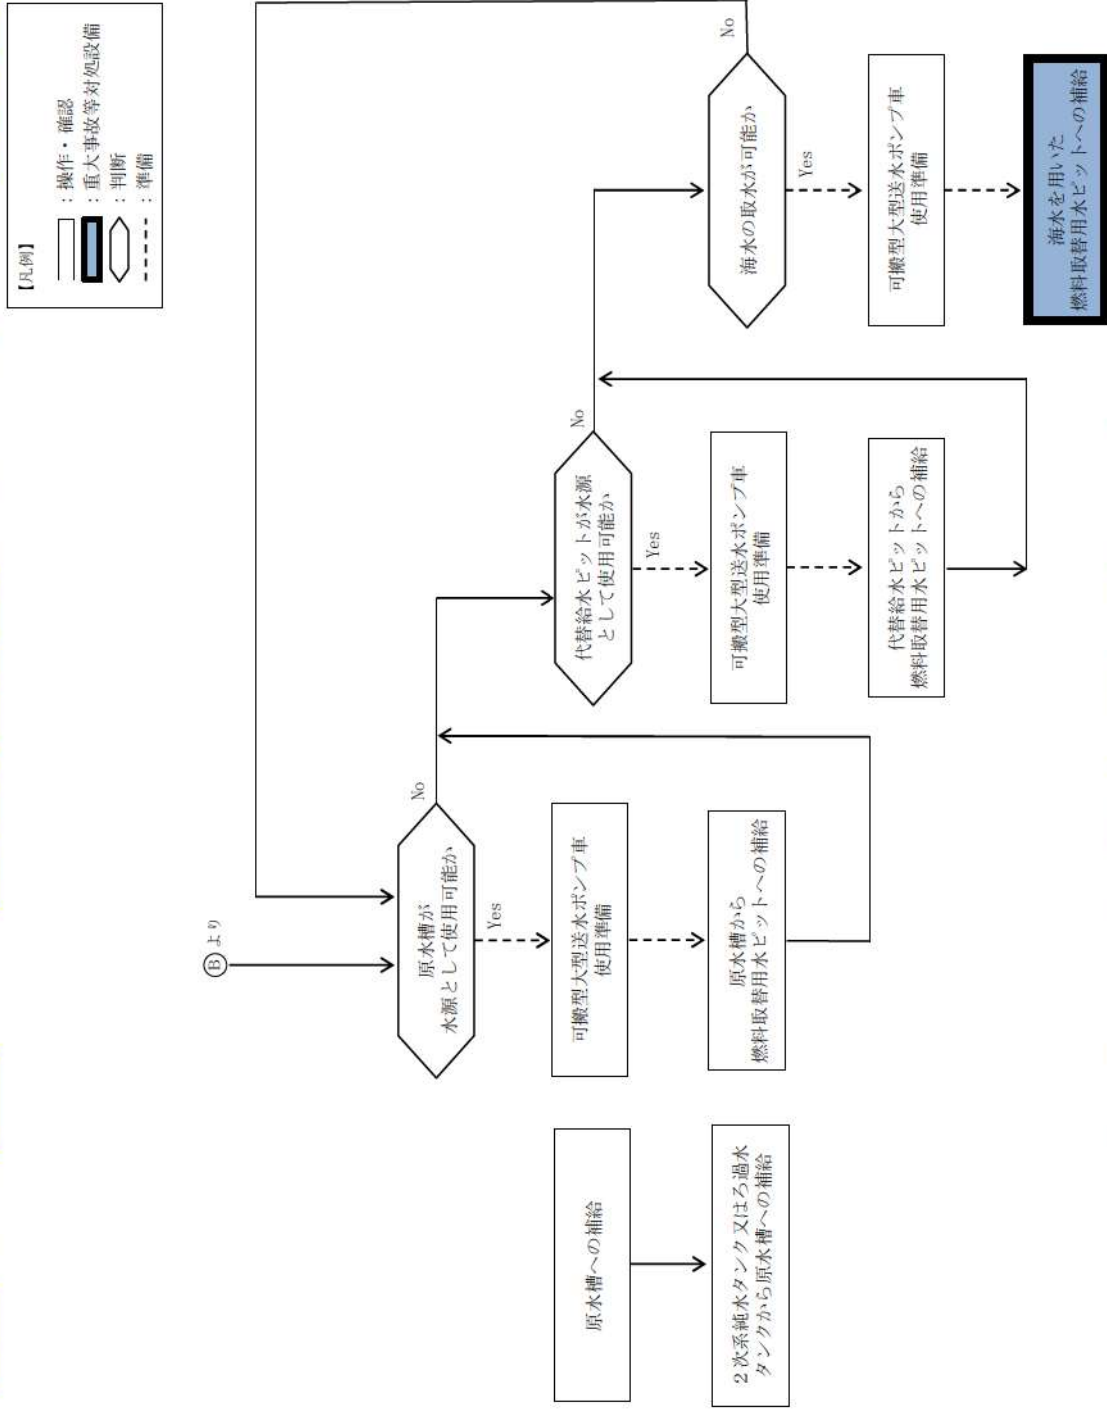 【凡例】
：操作・確認
：重大事故等対処設備
：判断
：準備
Ⓑより
原水槽が
水源として使用可能か
No
Yes
可搬型大型送水ポンプ車
使用準備
原水槽から
燃料取替用水ピットへの補給
原水槽への補給
２次系純水タンク又はろ過水
タンクから原水槽への補給
代替給水ピットが水源
として使用可能か
No
Yes
可搬型大型送水ポンプ車
使用準備
代替給水ピットから
燃料取替用水ピットへの補給
海水の取水が可能か
No
Yes
可搬型大型送水ポンプ車
使用準備
海水を用いた
燃料取替用水ピットへの補給